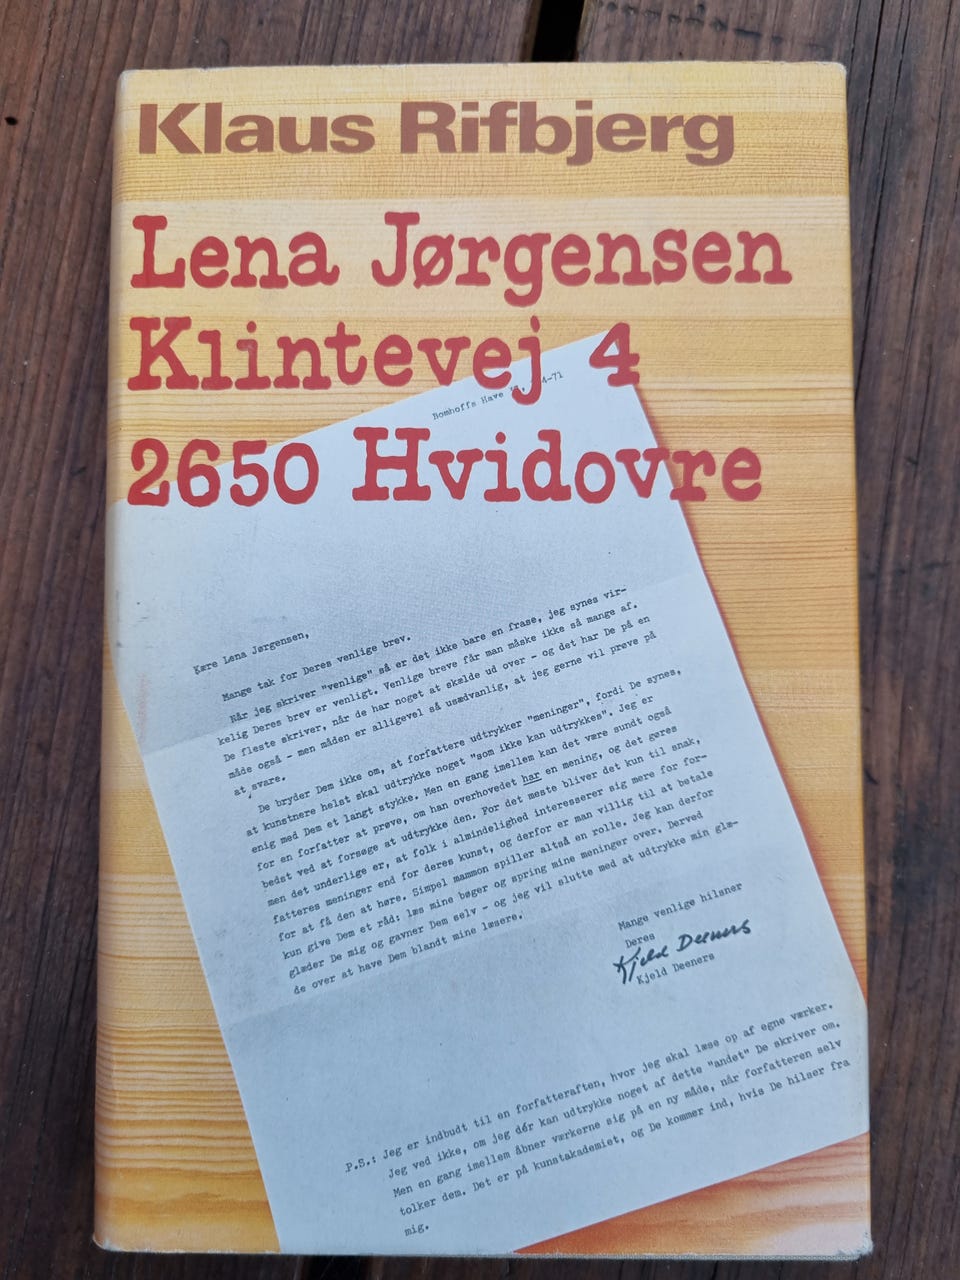 Klaus Rifbjerg
Lena Jørgensen
Klintevej 4
2650 Hvidovre
Bomhoffs Have 4-71
Kære Lena Jørgensen,
Mange tak for Deres venlige brev.
Når jeg skriver "venlige" så er det ikke bare en frase, jeg synes vir-
kelig Deres brev er venligt. Venlige breve får man måske ikke så mange af.
De fleste skriver, når de har noget at skælde ud over - og det har De på en
måde også - men måden er alligevel så usædvanlig, at jeg gerne vil prøve på
at svare.
De bryder Dem ikke om, at forfattere udtrykker "meninger", fordi De synes,
at kunstnere helst skal udtrykke noget "som ikke kan udtrykkes". Jeg er
enig med Dem et langt stykke. Men en gang imellem kan det være sundt også
for en forfatter at prøve, om han overhovedet har en mening, og det gøres
bedst ved at forsøge at udtrykke den. For det meste bliver det kun til snak,
men det underlige er, at folk i almindelighed interesserer sig mere for for-
fatteres meninger end for deres kunst, og derfor er man villig til at betale
for at få den at høre. Simpel mammon spiller altså en rolle. Jeg kan derfor
kun give Dem et råd: læs mine bøger og spring mine meninger over. Derved
glæder De mig og gavner Dem selv - og jeg vil slutte med at udtrykke min glæ-
de over at have Dem blandt mine læsere.
Mange venlige hilsner
Deres
Kjeld Deeners
Kjeld Deeners
P.S.: Jeg er indbudt til en forfatteraften, hvor jeg skal læse op af egne værker.
Jeg ved ikke, om jeg dér kan udtrykke noget af dette "andet" De skriver om.
Men en gang imellem åbner værkerne sig på en ny måde, når forfatteren selv
tolker dem. Det er på kunstakademiet, og De kommer ind, hvis De hilser fra
mig.